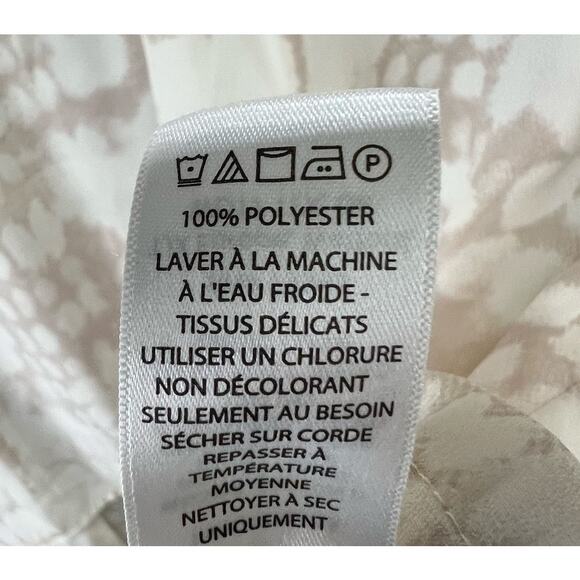 P
100% POLYESTER
LAVER À LA MACHINE
À L'EAU FROIDE -
TISSUS DÉLICATS
UTILISER UN CHLORURE
NON DÉCOLORANT
SEULEMENT AU BESOIN
SÉCHER SUR CORDE
REPASSER À
TEMPÉRATURE
MOYENNE
NETTOYER À SEC
UNIQUEMENT